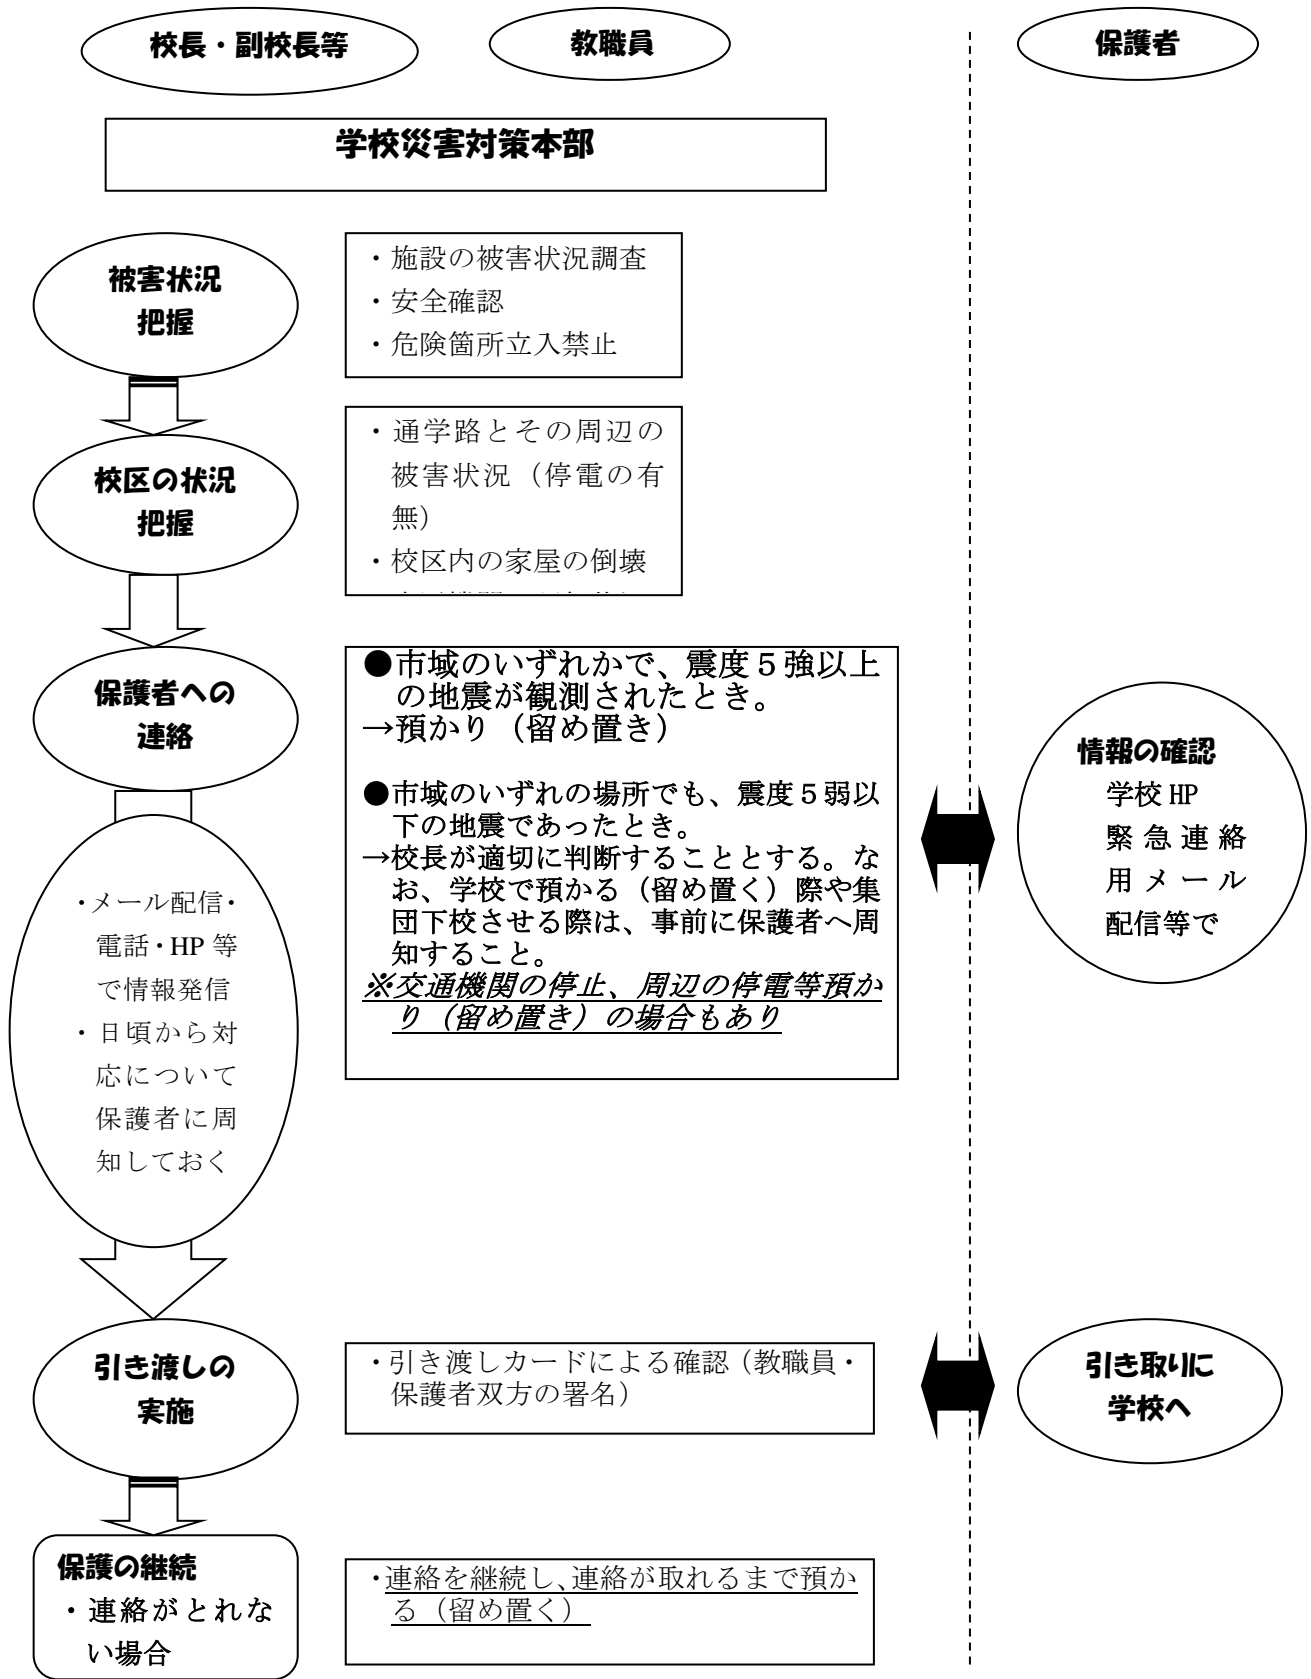 校長・副校長等
教職員
保護者
学校災害対策本部
被害状況
把握
・施設の被害状況調査
・安全確認
・危険箇所立入禁止
校区の状況
把握
・通学路とその周辺の
被害状況（停電の有
無）
・校区内の家屋の倒壊
保護者への
連絡
●市域のいずれかで、震度５強以上
の地震が観測されたとき。
→預かり（留め置き）
●市域のいずれの場所でも、震度５弱以
下の地震であったとき。
→校長が適切に判断することとする。な
お、学校で預かる（留め置く）際や集
団下校させる際は、事前に保護者へ周
知すること。
※交通機関の停止、周辺の停電等預か
り（留め置き）の場合もあり
情報の確認
学校 HP
緊急連絡
用メール
配信等で
・メール配信・
電話・HP 等
で情報発信
・日頃から対
応について
保護者に周
知しておく
引き渡しの
実施
・引き渡しカードによる確認（教職員・
保護者双方の署名）
引き取りに
学校へ
保護の継続
・連絡がとれな
い場合
・連絡を継続し、連絡が取れるまで預か
る（留め置く）